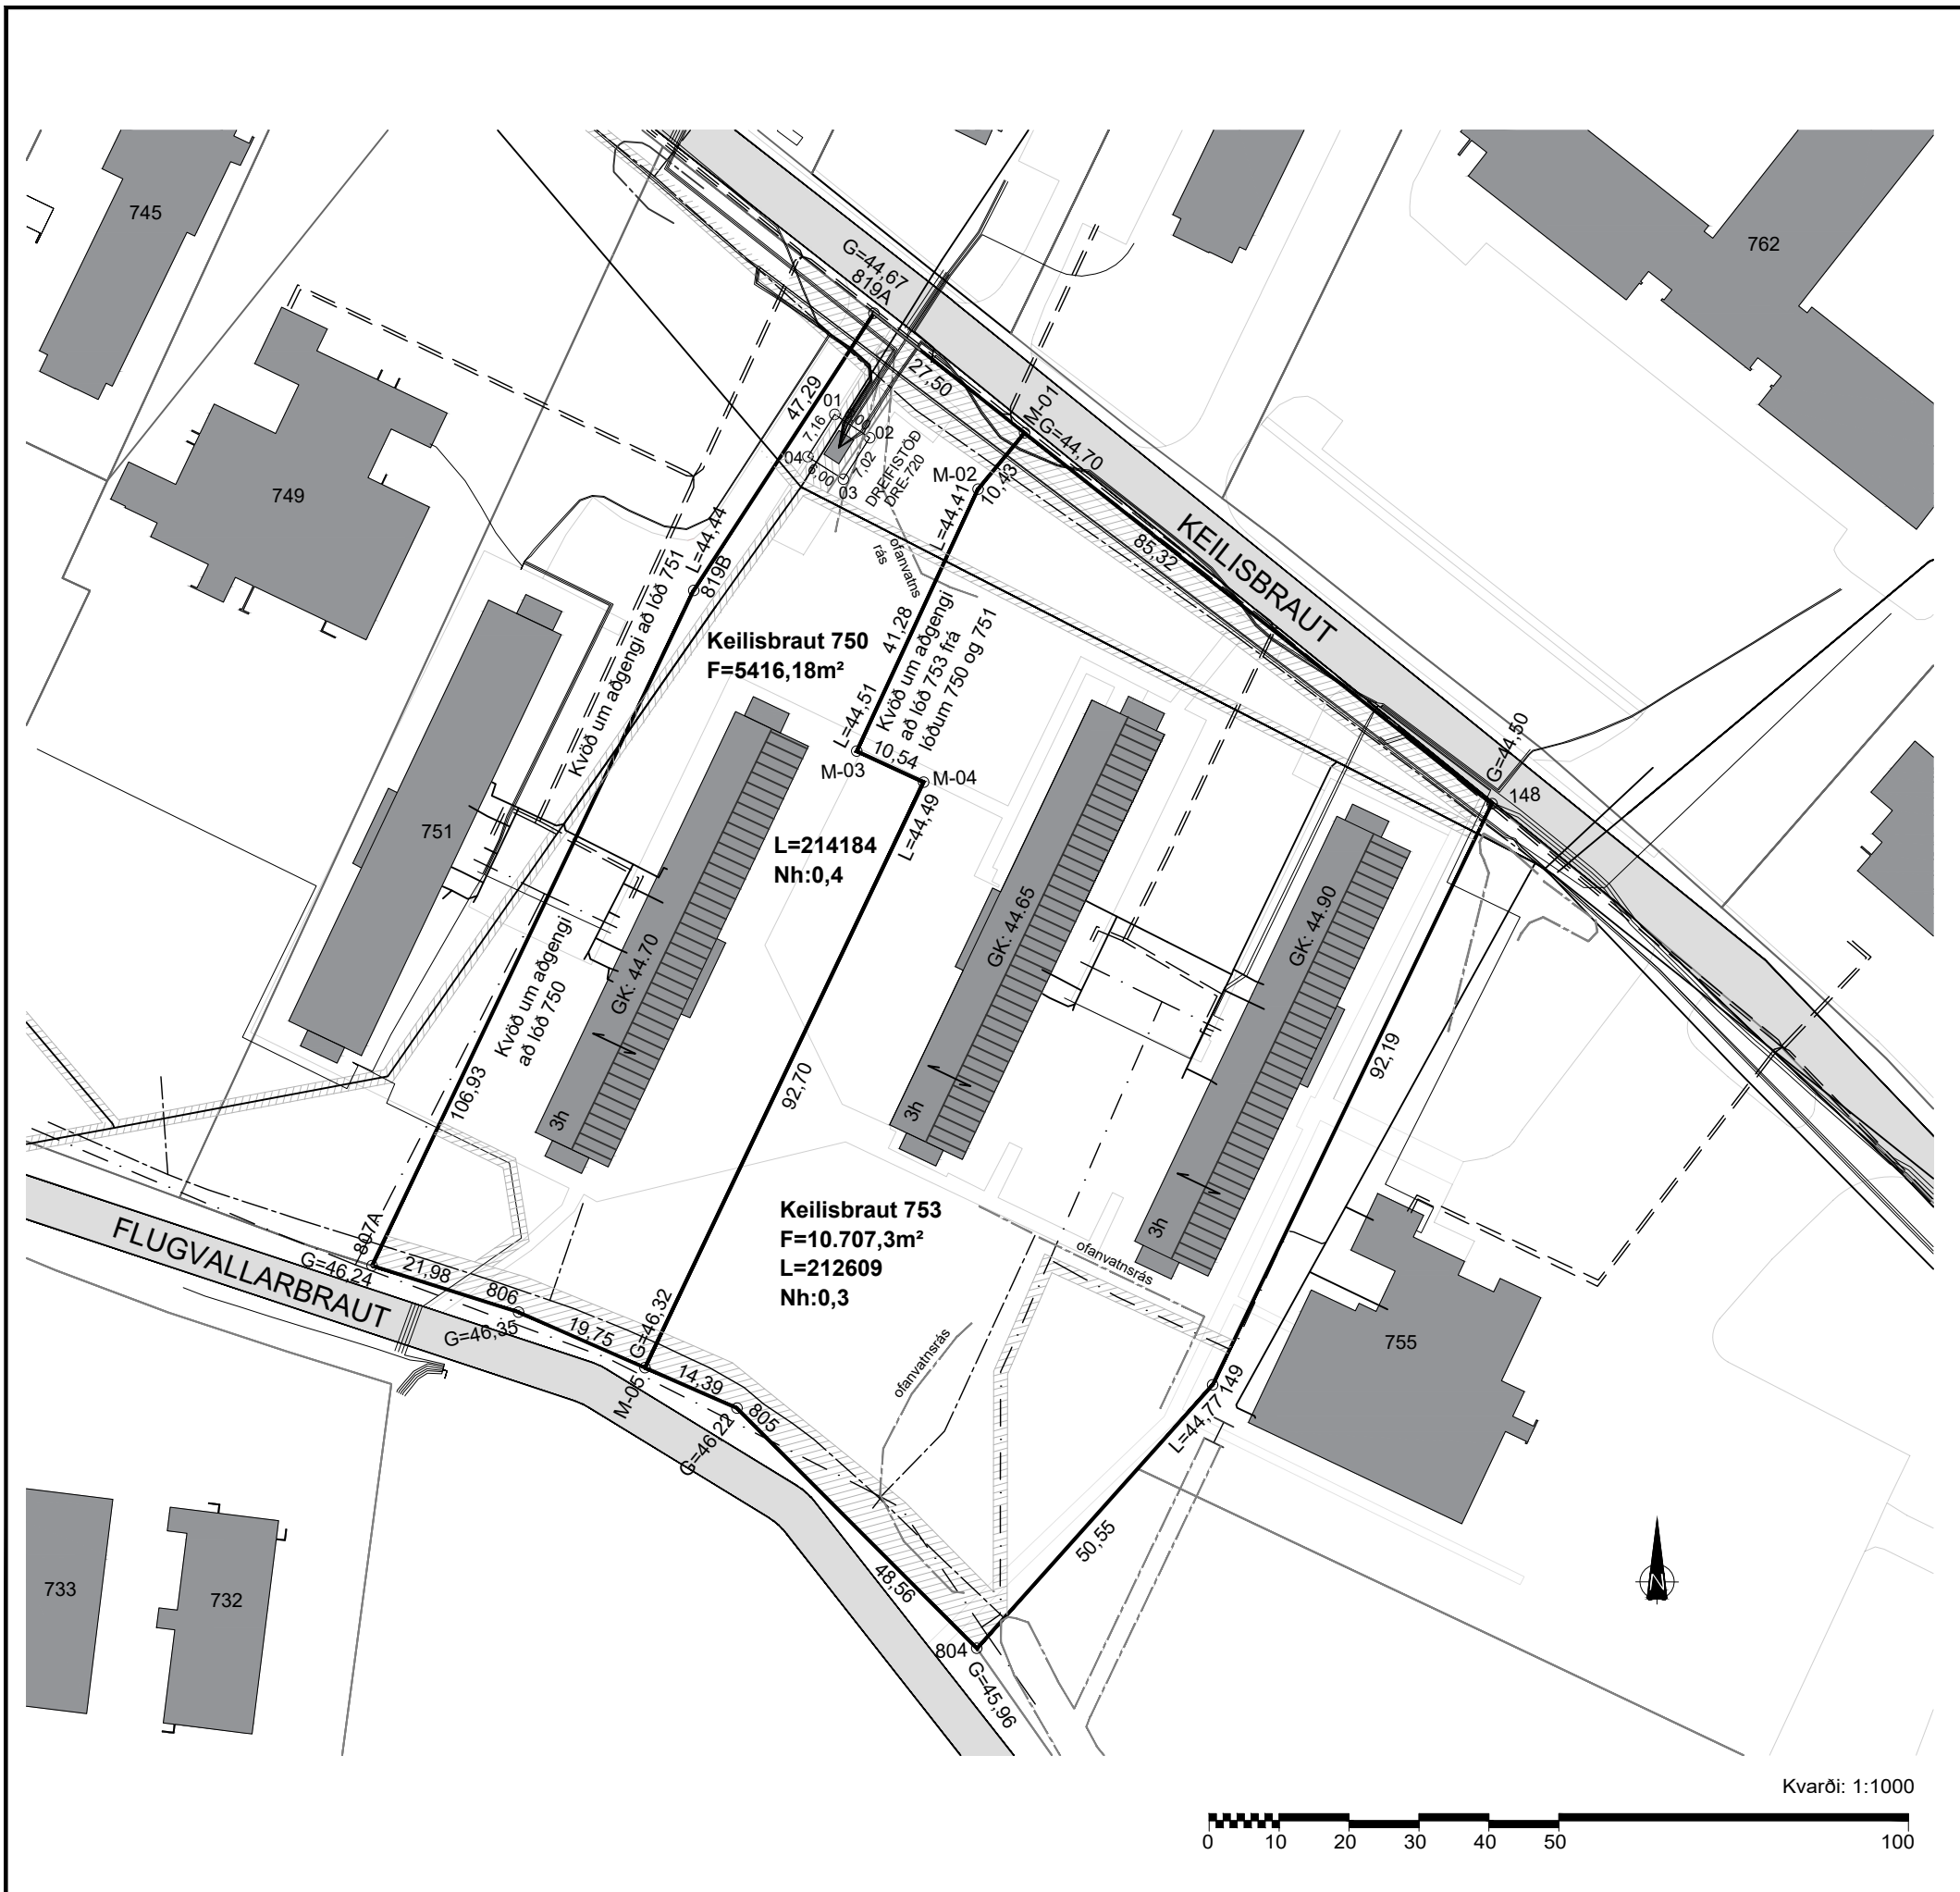 745
762
749
751
755
733
732
KEILISBRAUT
FLUGVALLARBRAUT
G=44,67
819A
27,50
M-01
G=44,70
47,29
01
02
03
04
7,16
7,02
6,00
DREIFISTÖÐ
DRE-720
M-02
10,43
L=44,41
ofanvatns
rás
L=44,44
819B
85,32
Kvöð um aðgengi að lóð 751
Keilisbraut 750
F=5416,18m²
41,28
Kvöð um aðgengi
að lóð 753 frá
lóðum 750 og 751
L=44,51
10,54
M-03
M-04
L=44,49
G=44,50
148
L=214184
Nh:0,4
GK: 44.70
GK: 44.65
GK: 44.90
Kvöð um aðgengi
að lóð 750
92,19
92,70
106,93
3h
3h
3h
Keilisbraut 753
F=10.707,3m²
L=212609
Nh:0,3
ofanvatnsrás
ofanvatnsrás
807A
G=46,24
21,98
806
G=46,35
19,75
G=46,32
M-05
14,39
805
G=46,22
L=44,77
149
50,55
48,56
804
G=45,96
N
Kvarði: 1:1000
0 10 20 30 40 50 100